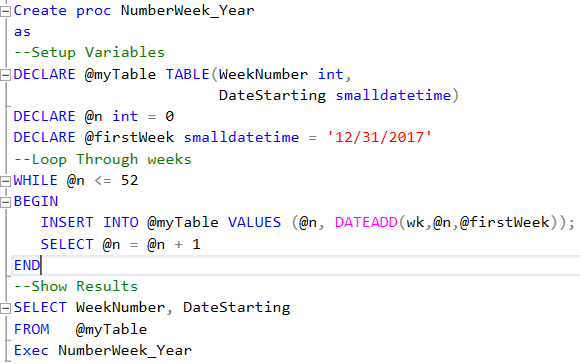 Create proc NumberWeek_Year
as
--Setup Variables
DECLARE @myTable TABLE(WeekNumber int,
DateStarting smalldatetime)
DECLARE @n int = 0
DECLARE @firstWeek smalldatetime = '12/31/2017'
--Loop Through weeks
WHILE @n <= 52
BEGIN
INSERT INTO @myTable VALUES (@n, DATEADD(wk,@n,@firstWeek));
SELECT @n = @n + 1
END
--Show Results
SELECT WeekNumber, DateStarting
FROM @myTable
Exec NumberWeek_Year